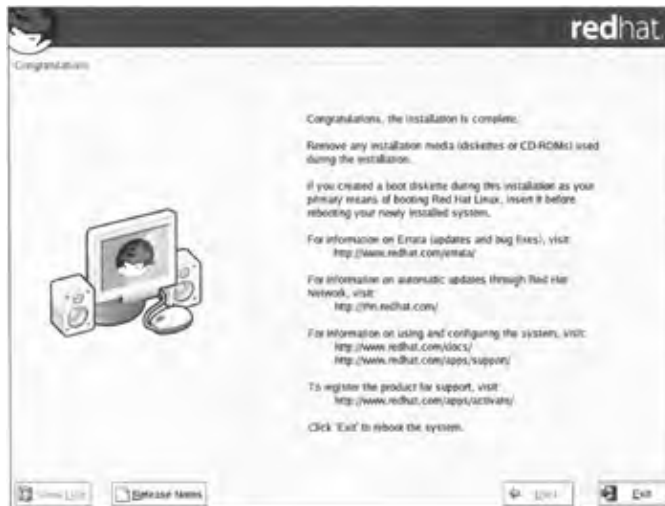 redhat.
Congratulations
Congratulations, the installation is complete.
Remove any installation media (diskettes or CD-ROMs) used
during the installation.
If you created a boot diskette during this installation as your
primary means of booting Red Hat Linux, insert it before
rebooting your newly installed system.
For information on Errata (updates and bug fixes), visit:
http://www.redhat.com/errata/
For information on automatic updates through Red Hat
Network, visit:
http://rhn.redhat.com/
For information on using and configuring the system, visit:
http://www.redhat.com/docs/
http://www.redhat.com/apps/support/
To register the product for support, visit:
http://www.redhat.com/apps/activate/
Click 'Exit' to reboot the system.
Release Notes
Exit